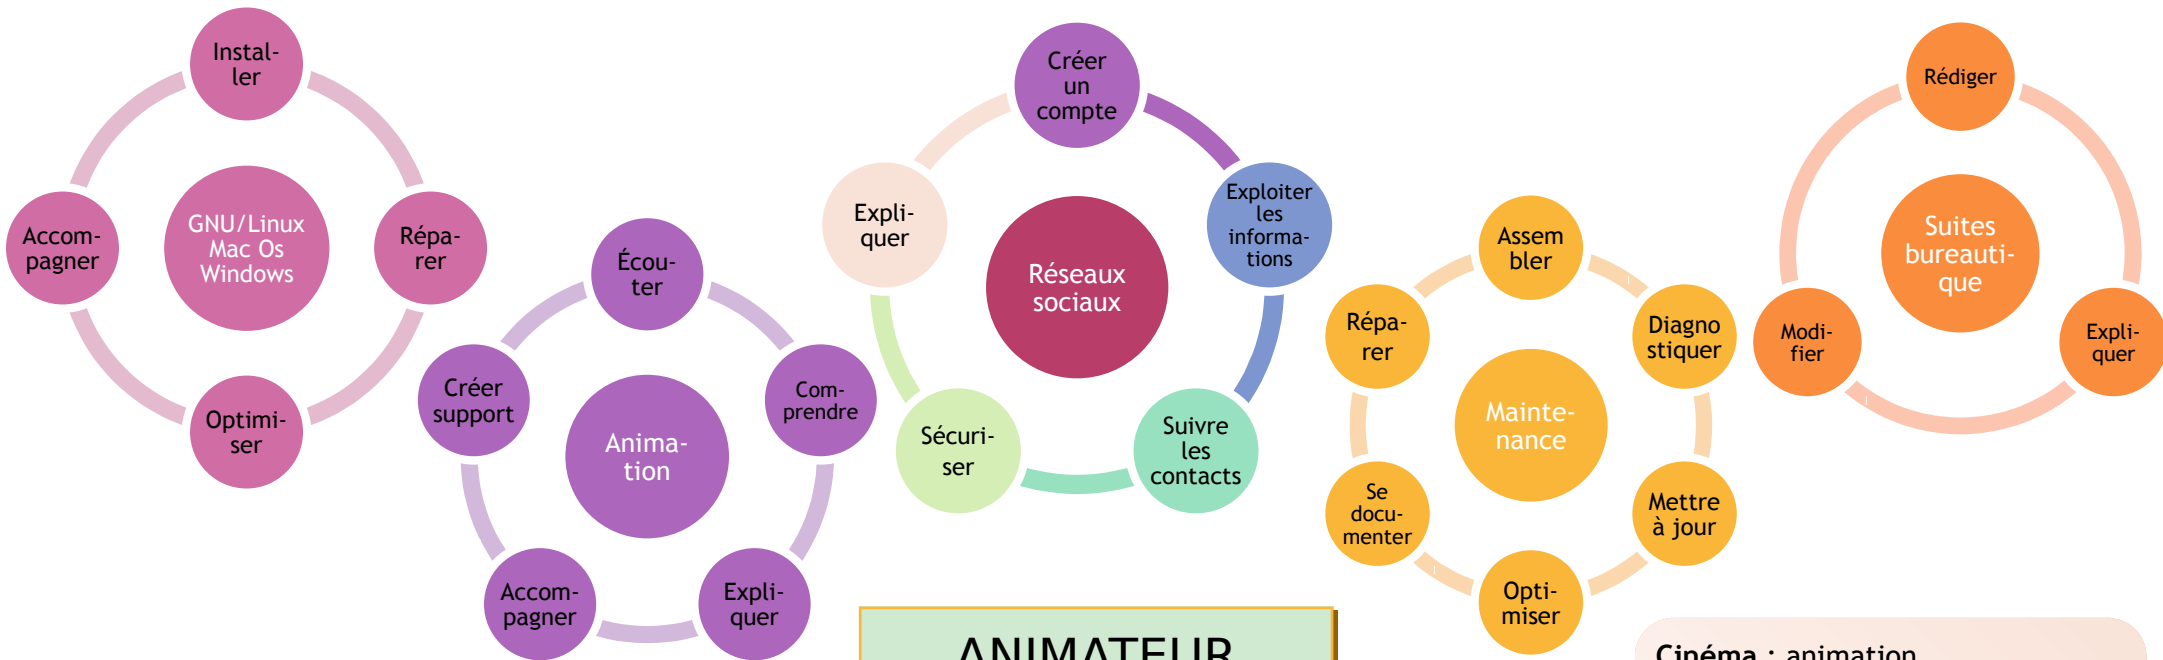 Instal-
ler
Accom-
pagner
GNU/Linux
Mac Os
Windows
Répa-
rer
Optimi-
ser
Écou-
ter
Créer
support
Anima-
tion
Com-
prendre
Accom-
pagner
Expli-
quer
Créer
un
compte
Expli-
quer
Réseaux
sociaux
Exploiter
les
informa-
tions
Sécuri-
ser
Suivre
les
contacts
Assem
bler
Répa-
rer
Diagno
stiquer
Mainte-
nance
Se
docu-
menter
Mettre
à jour
Opti-
miser
Rédiger
Suites
bureauti-
que
Modi-
fier
Expli-
quer
ANIMATEUR
Cinéma : animation